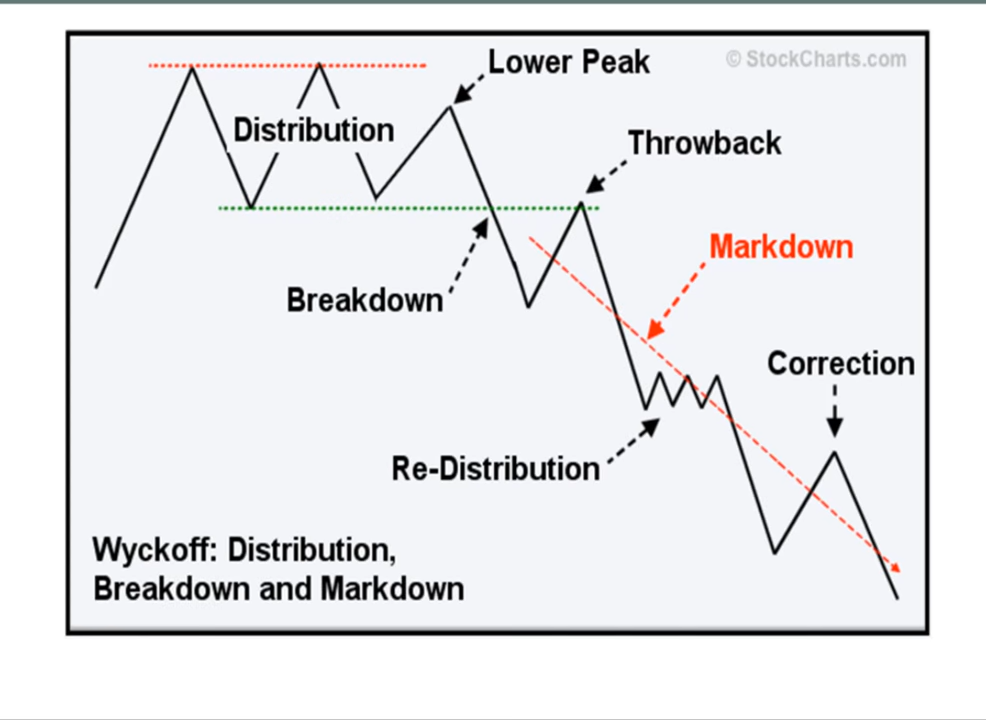 Lower Peak
© StockCharts.com
Distribution
Throwback
Markdown
Breakdown
Correction
Re-Distribution
Wyckoff: Distribution,
Breakdown and Markdown